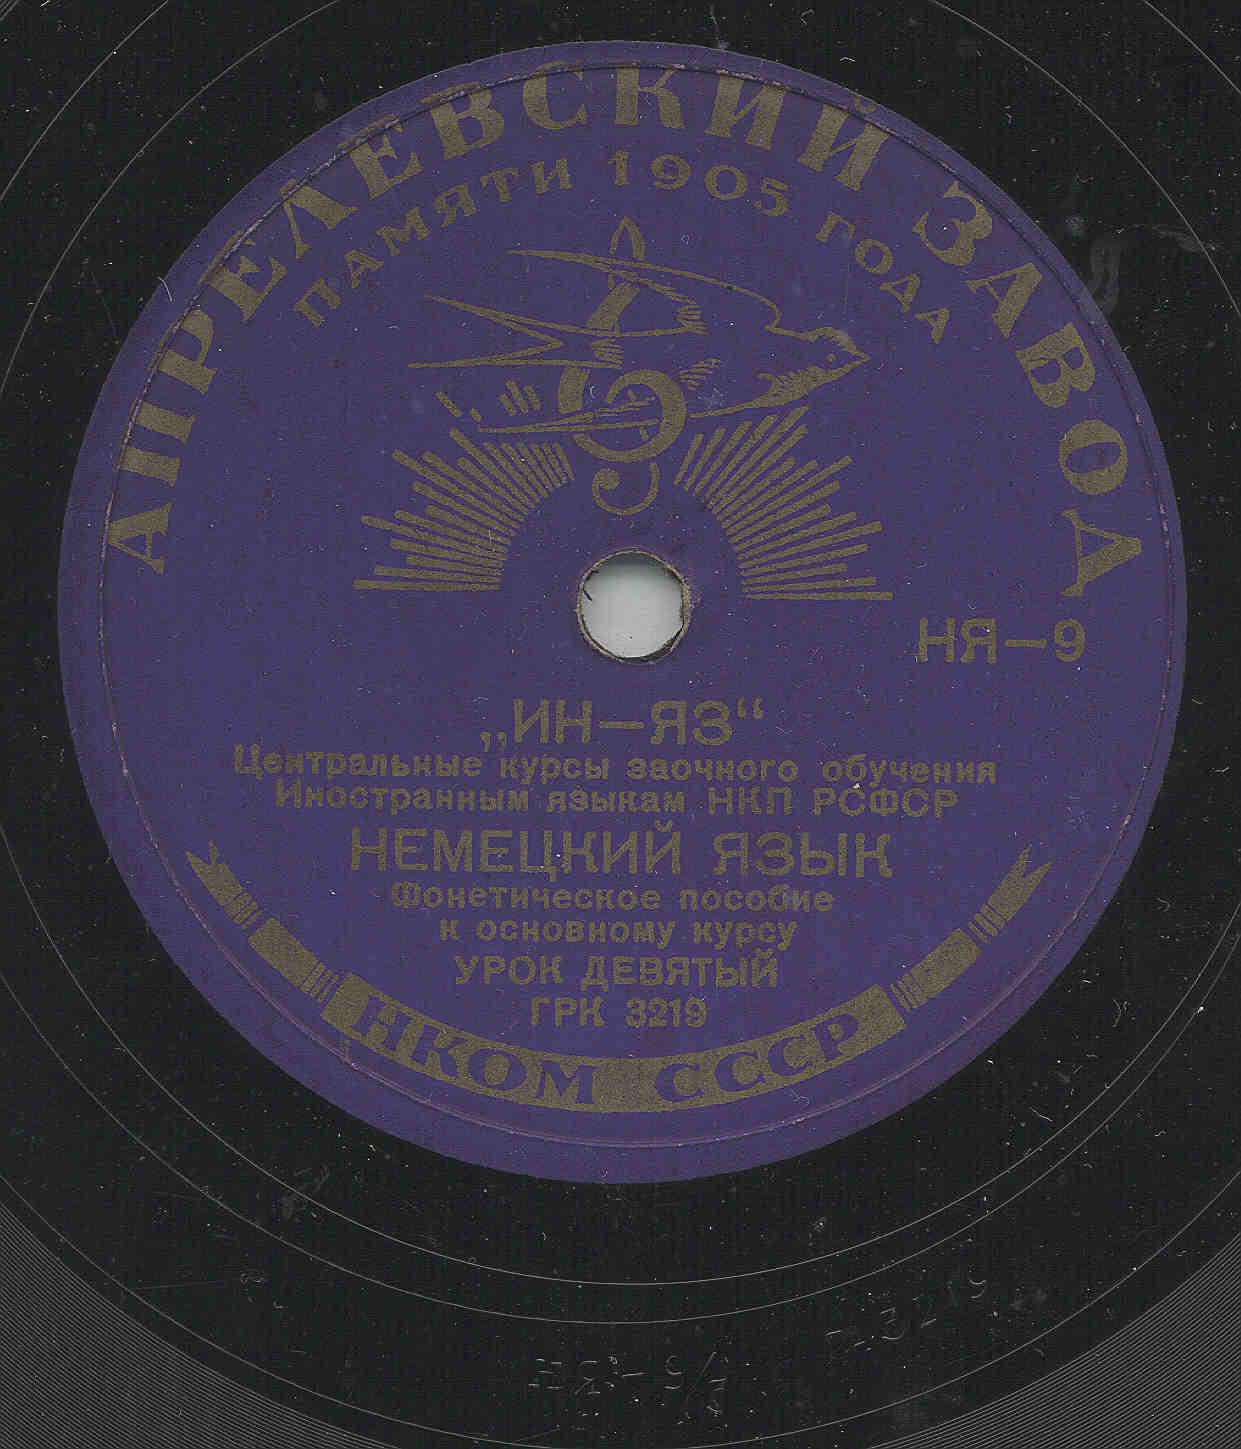 АПРЕЛЕВСКИЙ ЗАВОД
ПАМЯТИ 1905 ГОДА
НЯ–9
„ИН–ЯЗ“
Центральные курсы заочного обучения
Иностранным языкам НКП РСФСР
НЕМЕЦКИЙ ЯЗЫК
Фонетическое пособие
к основному курсу
УРОК ДЕВЯТЫЙ
ГРК 3219
НКОМ СССР